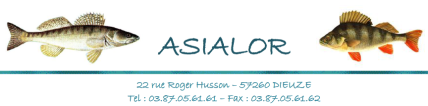 ASIALOR
22 rue Roger Husson – 57260 DIEUZE
Tel : 03.87.05.61.61 – Fax : 03.87.05.61.62